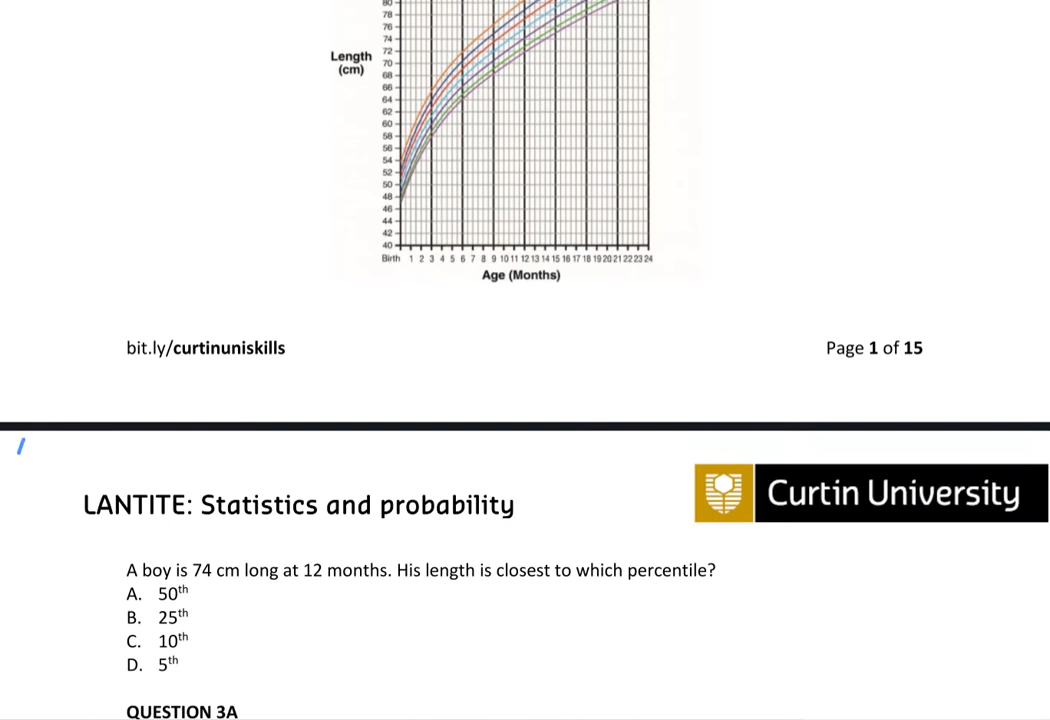 80
78
76
74
72
70
68
66
64
62
60
58
56
54
52
50
48
46
44
42
40
Length
(cm)
Birth 1 2 3 4 5 6 7 8 9 10 11 12 13 14 15 16 17 18 19 20 21 22 23 24
Age (Months)
bit.ly/curtinuniskills Page 1 of 15
LANTITE: Statistics and probability
Curtin University
A boy is 74 cm long at 12 months. His length is closest to which percentile?
A. 50th
B. 25th
C. 10th
D. 5th
QUESTION 3A